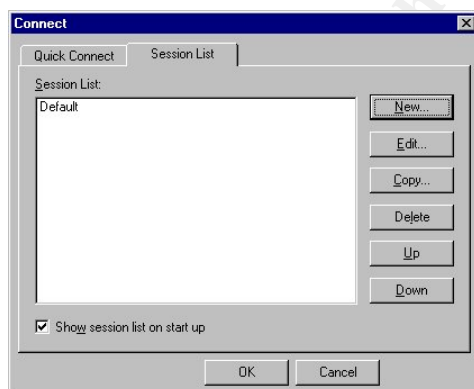 Connect
Quick Connect
Session List
Session List:
Default
New...
Edit...
Copy...
Delete
Up
Down
Show session list on start up
OK
Cancel